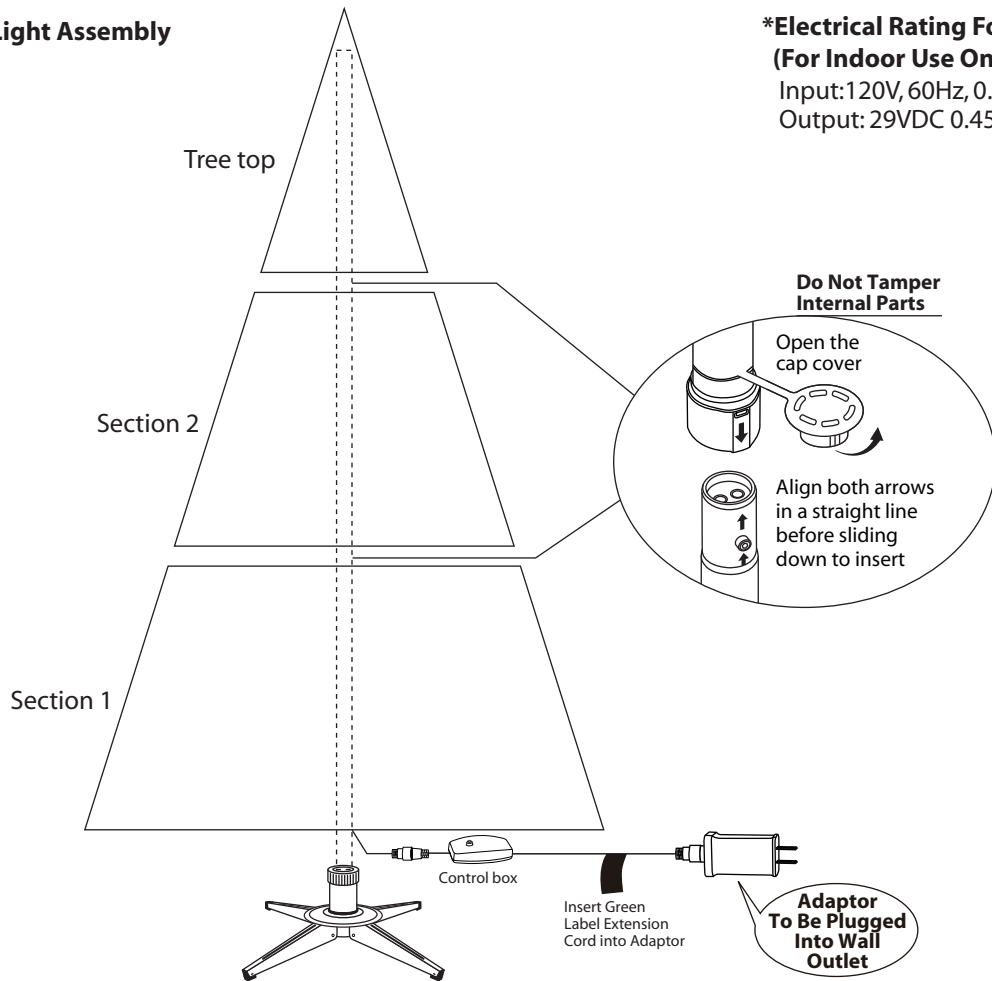 Light Assembly
*Electrical Rating Fo
(For Indoor Use On
Input:120V, 60Hz, 0.
Output: 29VDC 0.45
Tree top
Do Not Tamper
Internal Parts
Open the
cap cover
Section 2
Align both arrows
in a straight line
before sliding
down to insert
Section 1
Control box
Insert Green
Label Extension
Cord into Adaptor
Adaptor
To Be Plugged
Into Wall
Outlet